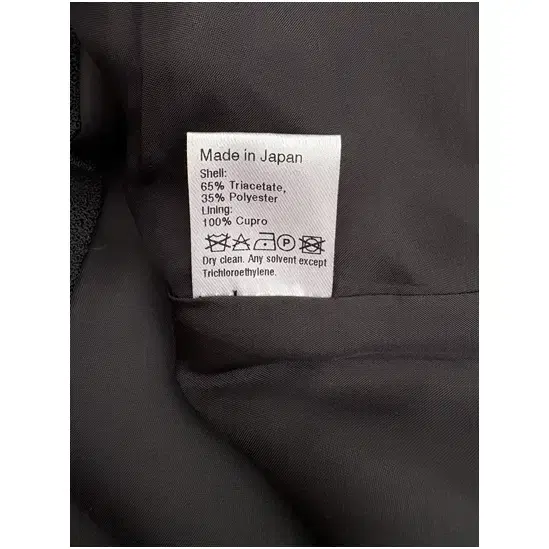 Made in Japan
Shell:
65% Triacetate,
35% Polyester
Lining:
100% Cupro
P
Dry clean. Any solvent except
Trichloroethylene.